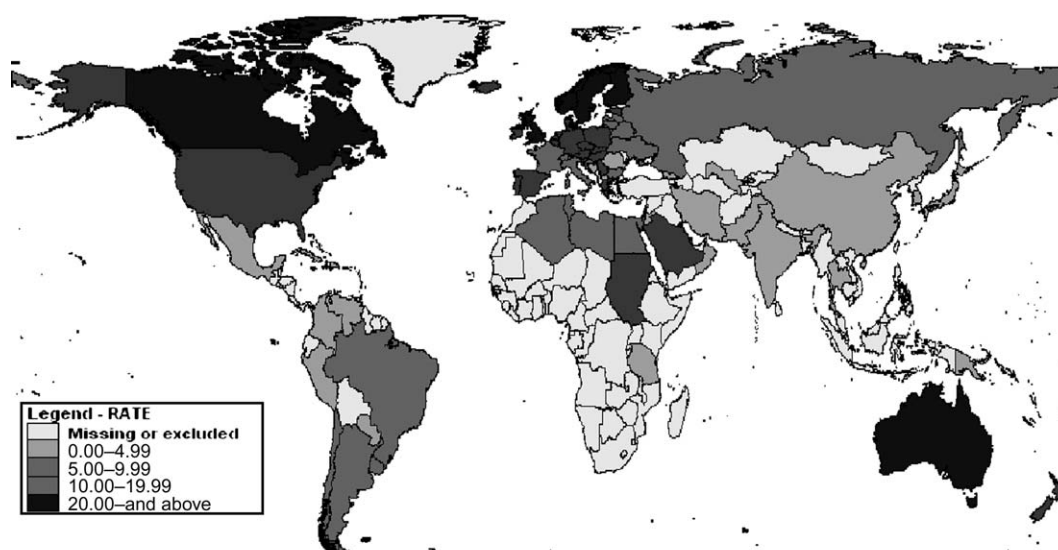 Legend - RATE
Missing or excluded
0.00–4.99
5.00–9.99
10.00–19.99
20.00–and above